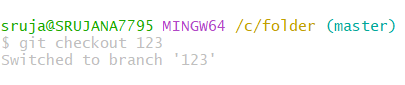 sruja@SRUJANA7795 MINGW64 /c/folder (master)
$ git checkout 123
Switched to branch '123'